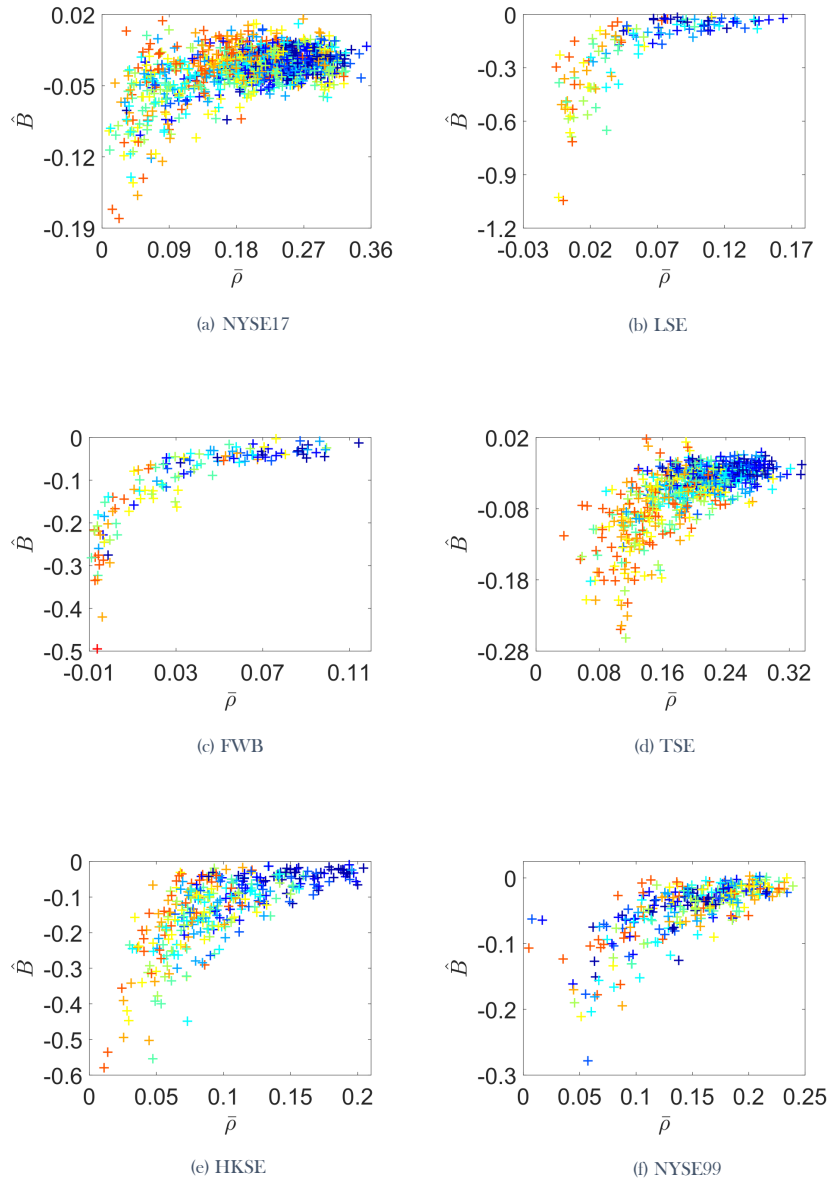 0.02
-0.05
-0.12
-0.19
B̂
0 0.09 0.18 0.27 0.36
ρ̄
(a) NYSE17
0
-0.3
-0.6
-0.9
-1.2
B̂
-0.03 0.02 0.07 0.12 0.17
ρ̄
(b) LSE
0
-0.1
-0.2
-0.3
-0.4
-0.5
B̂
-0.01 0.03 0.07 0.11
ρ̄
(c) FWB
0.02
-0.08
-0.18
-0.28
B̂
0 0.08 0.16 0.24 0.32
ρ̄
(d) TSE
0
-0.1
-0.2
-0.3
-0.4
-0.5
-0.6
B̂
0 0.05 0.1 0.15 0.2
ρ̄
(e) HKSE
0
-0.1
-0.2
-0.3
B̂
0 0.05 0.1 0.15 0.2 0.25
ρ̄
(f) NYSE99